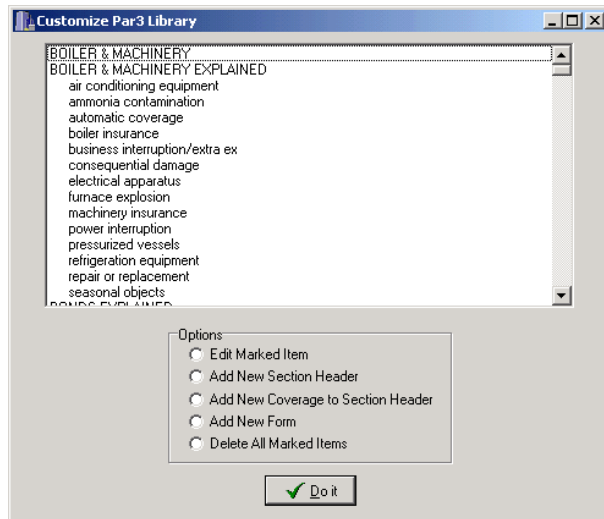 Customize Par3 Library
BOILER & MACHINERY
BOILER & MACHINERY EXPLAINED
air conditioning equipment
ammonia contamination
automatic coverage
boiler insurance
business interruption/extra ex
consequential damage
electrical apparatus
furnace explosion
machinery insurance
power interruption
pressurized vessels
refrigeration equipment
repair or replacement
seasonal objects
BONDS EXPLAINED
Options
Edit Marked Item
Add New Section Header
Add New Coverage to Section Header
Add New Form
Delete All Marked Items
Do it